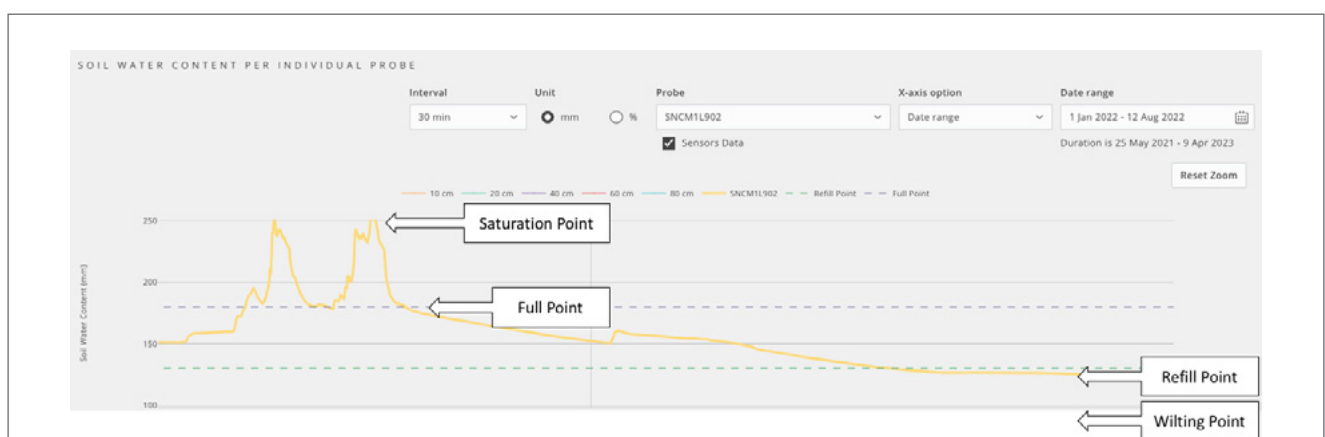 SOIL WATER CONTENT PER INDIVIDUAL PROBE
Interval Unit Probe X-axis option Date range
30 min mm % SNCM1L902 Date range 1 Jan 2022 - 12 Aug 2022
Sensors Data Duration is 25 May 2021 - 9 Apr 2023
Reset Zoom
10 cm 20 cm 40 cm 60 cm 80 cm SNCM1L902 Refill Point Full Point
250
Saturation Point
200
Full Point
Soil Water Content (mm)
150
Refill Point
100
Wilting Point